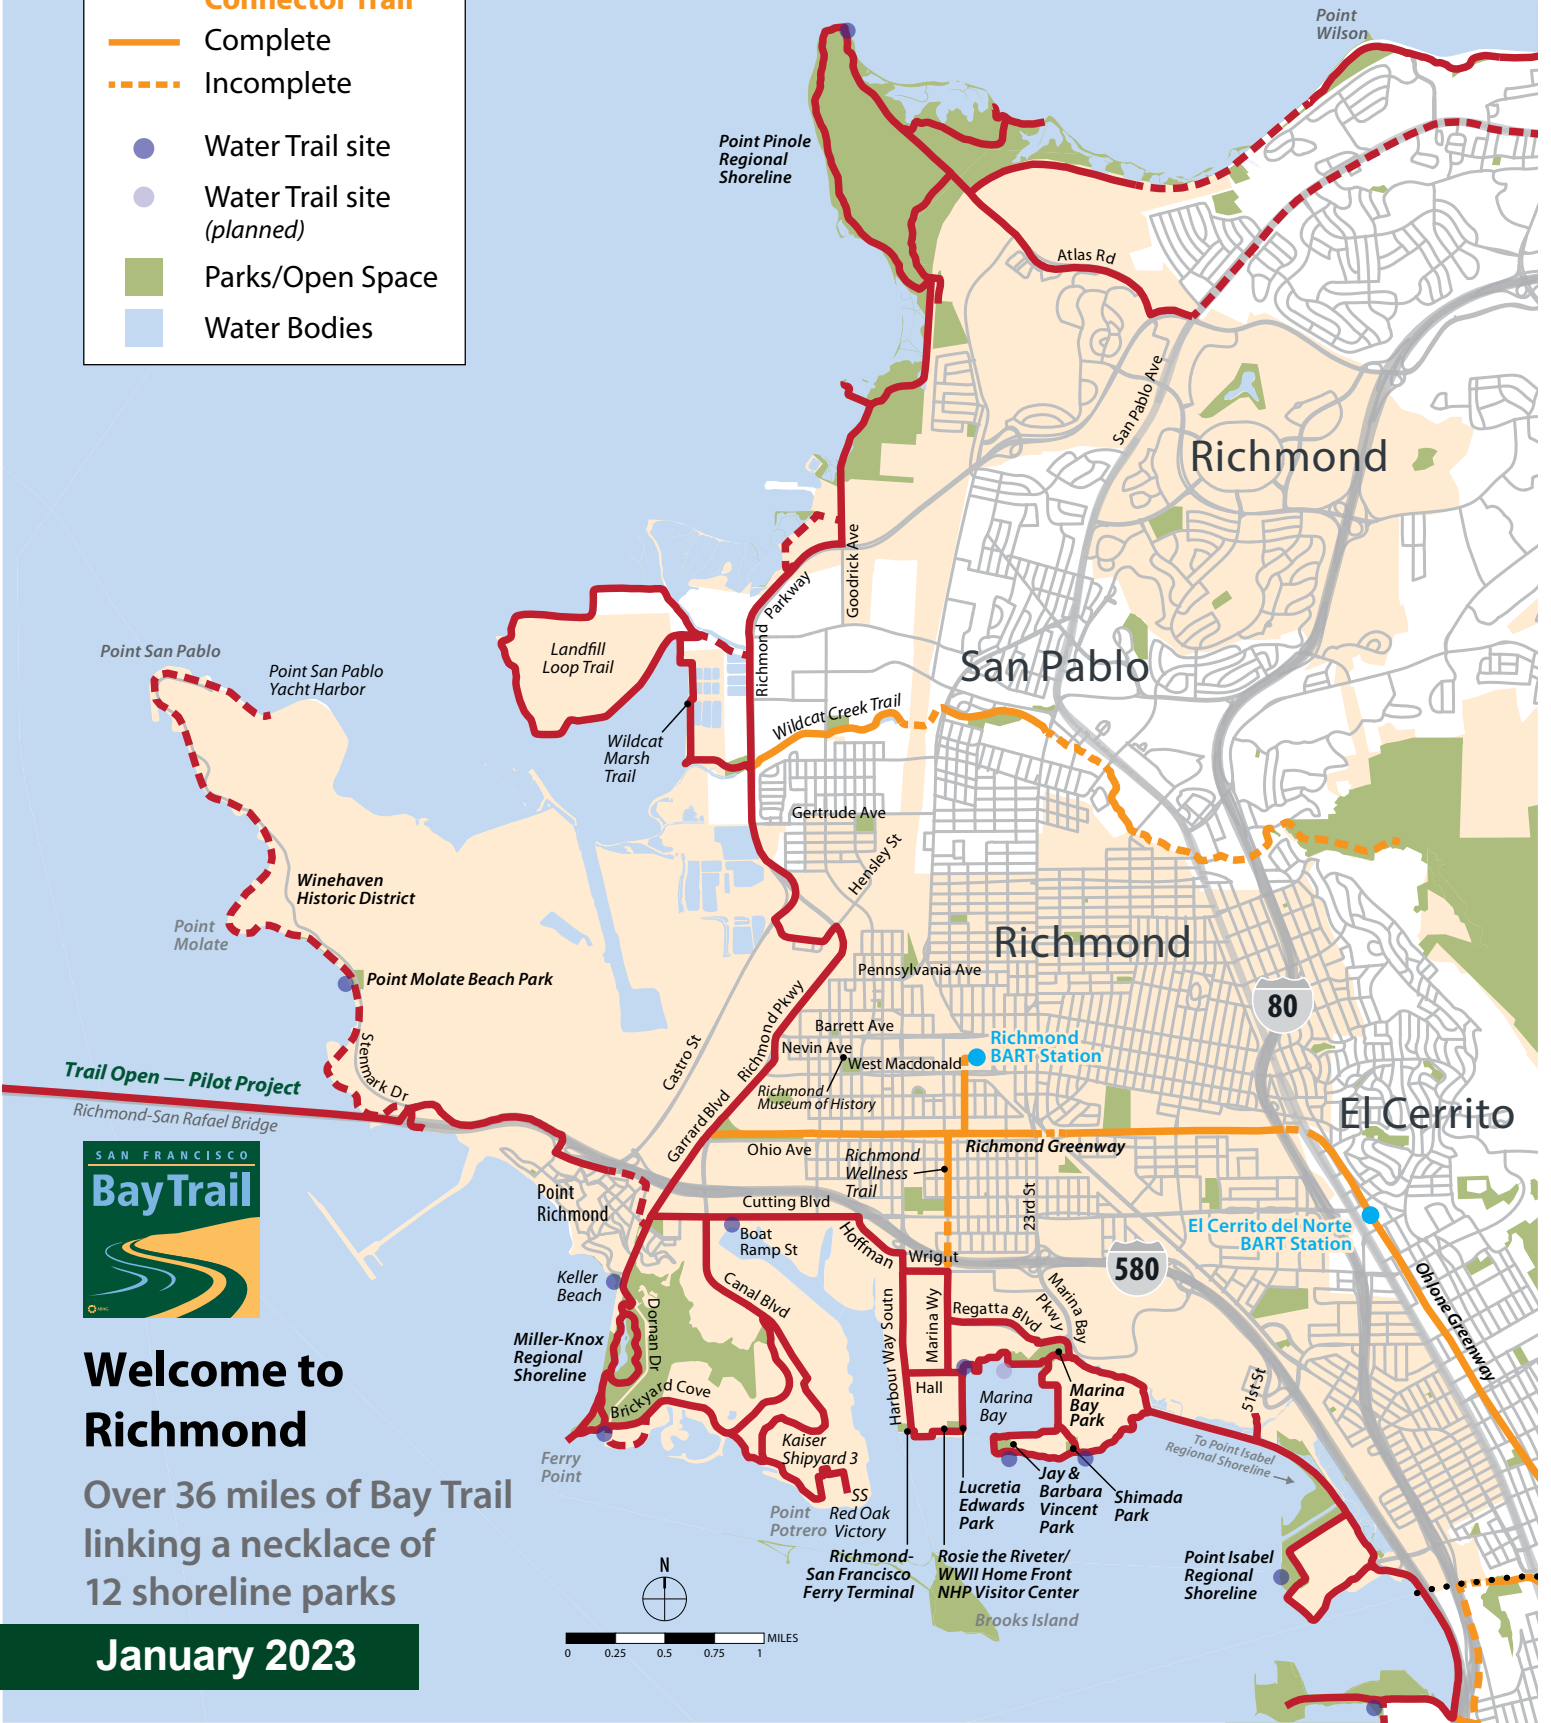 Connector Trail
Complete
Incomplete
Water Trail site
Water Trail site
(planned)
Parks/Open Space
Water Bodies
Point
Wilson
Point Pinole
Regional
Shoreline
Atlas Rd
San Pablo Ave
Richmond
Goodrick Ave
Parkway
Richmond
Landfill
Loop Trail
San Pablo
Point San Pablo
Point San Pablo
Yacht Harbor
Wildcat Creek Trail
Wildcat
Marsh
Trail
Gertrude Ave
Hensley St
Winehaven
Historic District
Point
Molate
Richmond
Pennsylvania Ave
Point Molate Beach Park
80
Richmond Pkwy
Barrett Ave
Nevin Ave
West Macdonald
Richmond
BART Station
Castro St
Stenmark Dr
Richmond
Museum of History
Trail Open — Pilot Project
Richmond-San Rafael Bridge
Garrard Blvd
El Cerrito
Ohio Ave
Richmond Greenway
Richmond
Wellness
Trail
SAN FRANCISCO
Bay Trail
ABAG
Point
Richmond
Cutting Blvd
23rd St
El Cerrito del Norte
BART Station
Boat
Ramp St
Hoffman
Wright
580
Keller
Beach
Canal Blvd
Harbour Way South
Marina Wy
Regatta Blvd
Marina Bay
Pkwy
Ohlone Greenway
Miller-Knox
Regional
Shoreline
Dornan Dr
Brickyard Cove
Hall
Marina
Bay
Marina
Bay
Park
51st St
Welcome to
Richmond
Ferry
Point
Kaiser
Shipyard 3
To Point Isabel
Regional Shoreline
Over 36 miles of Bay Trail
linking a necklace of
12 shoreline parks
Point
Potrero
SS
Red Oak
Victory
Lucretia
Edwards
Park
Jay &
Barbara
Vincent
Park
Shimada
Park
Richmond-
San Francisco
Ferry Terminal
Rosie the Riveter/
WWII Home Front
NHP Visitor Center
Point Isabel
Regional
Shoreline
Brooks Island
N
MILES
0 0.25 0.5 0.75 1
January 2023